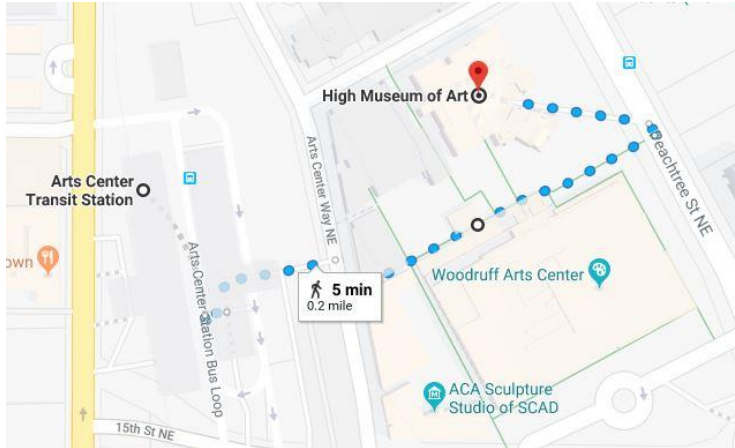 High Museum of Art
Arts Center
Transit Station
Arts Center Way NE
Peachtree St NE
own
Arts Center Station Bus Loop
Woodruff Arts Center
5 min
0.2 mile
ACA Sculpture
Studio of SCAD
15th St NE